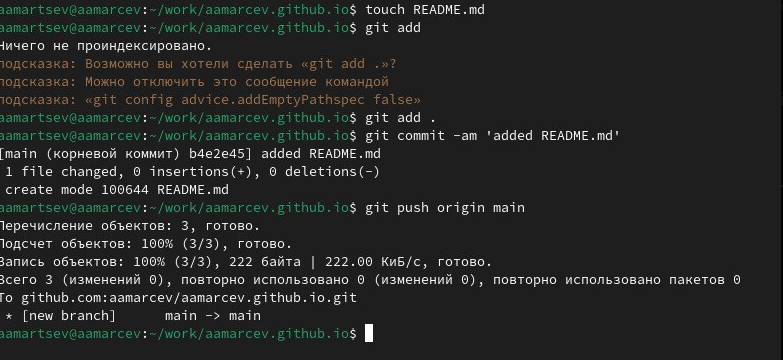 aamartsev@aamarcev:~/work/aamarcev.github.io$ touch README.md
aamartsev@aamarcev:~/work/aamarcev.github.io$ git add
Ничего не проиндексировано.
подсказка: Возможно вы хотели сделать «git add .»?
подсказка: Можно отключить это сообщение командой
подсказка: «git config advice.addEmptyPathspec false»
aamartsev@aamarcev:~/work/aamarcev.github.io$ git add .
aamartsev@aamarcev:~/work/aamarcev.github.io$ git commit -am 'added README.md'
[main (корневой коммит) b4e2e45] added README.md
 1 file changed, 0 insertions(+), 0 deletions(-)
 create mode 100644 README.md
aamartsev@aamarcev:~/work/aamarcev.github.io$ git push origin main
Перечисление объектов: 3, готово.
Подсчет объектов: 100% (3/3), готово.
Запись объектов: 100% (3/3), 222 байта | 222.00 КиБ/с, готово.
Всего 3 (изменений 0), повторно использовано 0 (изменений 0), повторно использовано пакетов 0
To github.com:aamarcev/aamarcev.github.io.git
 * [new branch]      main -> main
aamartsev@aamarcev:~/work/aamarcev.github.io$